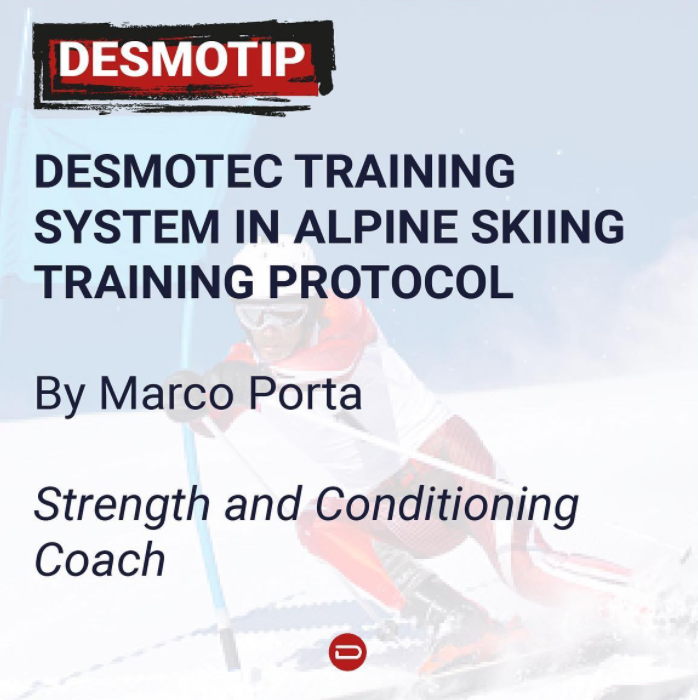 DESMOTIP
DESMOTEC TRAINING
SYSTEM IN ALPINE SKIING
TRAINING PROTOCOL
By Marco Porta
Strength and Conditioning
Coach